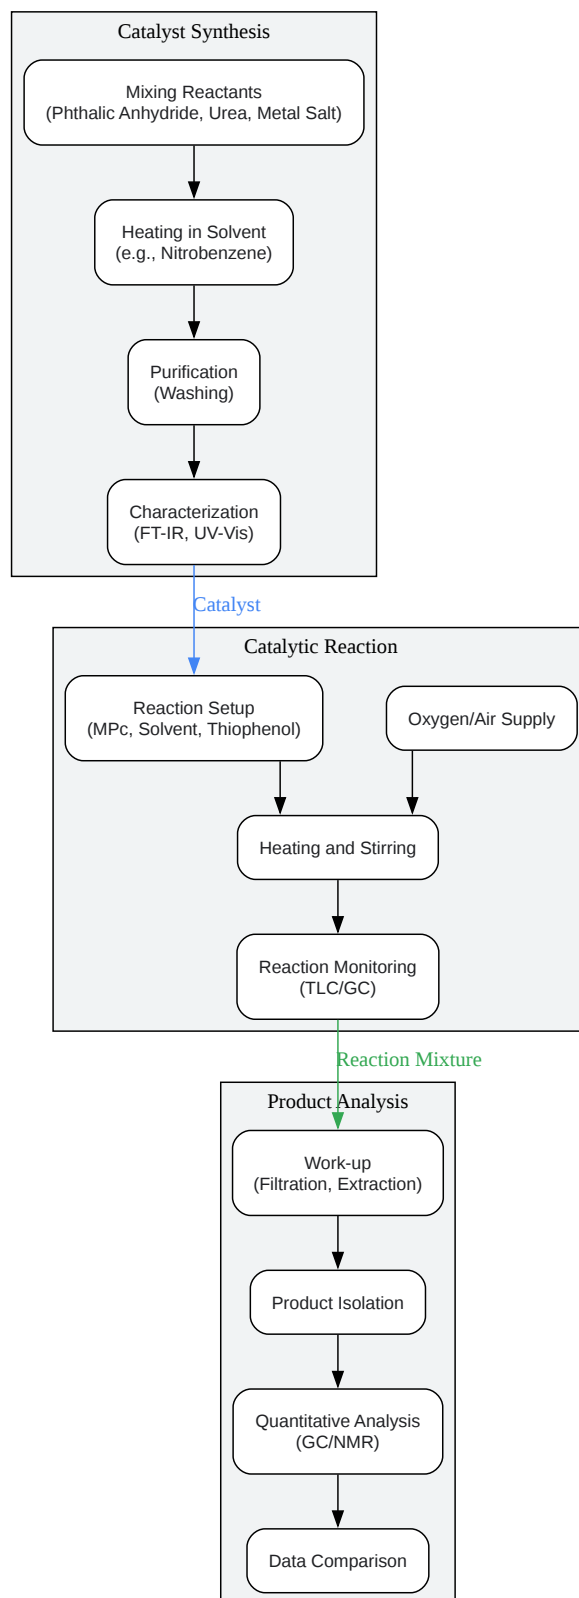 Catalyst Synthesis
Mixing Reactants
(Phthalic Anhydride, Urea, Metal Salt)
Heating in Solvent
(e.g., Nitrobenzene)
Purification
(Washing)
Characterization
(FT-IR, UV-Vis)
Catalyst
Catalytic Reaction
Reaction Setup
(MPc, Solvent, Thiophenol)
Oxygen/Air Supply
Heating and Stirring
Reaction Monitoring
(TLC/GC)
Reaction Mixture
Product Analysis
Work-up
(Filtration, Extraction)
Product Isolation
Quantitative Analysis
(GC/NMR)
Data Comparison